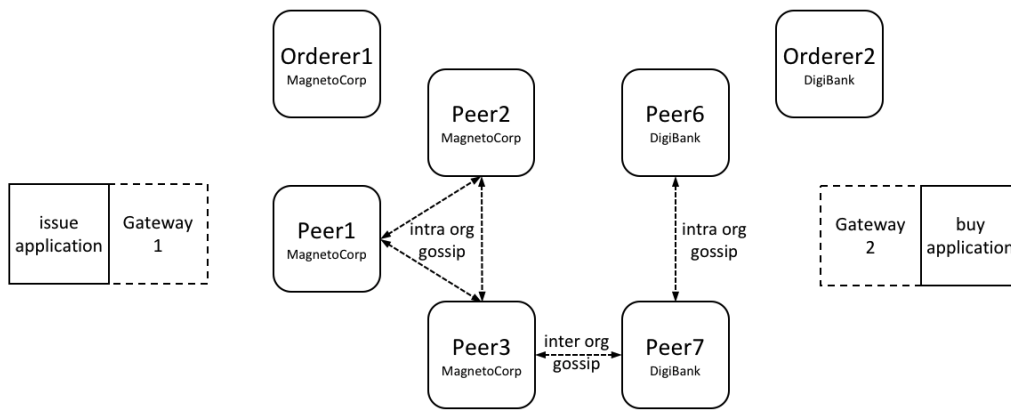 Orderer1
MagnetoCorp
Orderer2
DigiBank
Peer2
MagnetoCorp
Peer6
DigiBank
issue
application
Gateway
1
Peer1
MagnetoCorp
intra org
gossip
intra org
gossip
Gateway
2
buy
application
Peer3
MagnetoCorp
inter org
gossip
Peer7
DigiBank